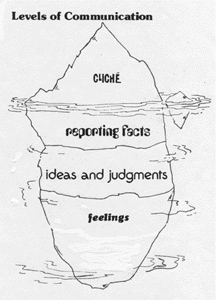 Levels of Communication
CLICHÉ
reporting facts
ideas and judgments
feelings